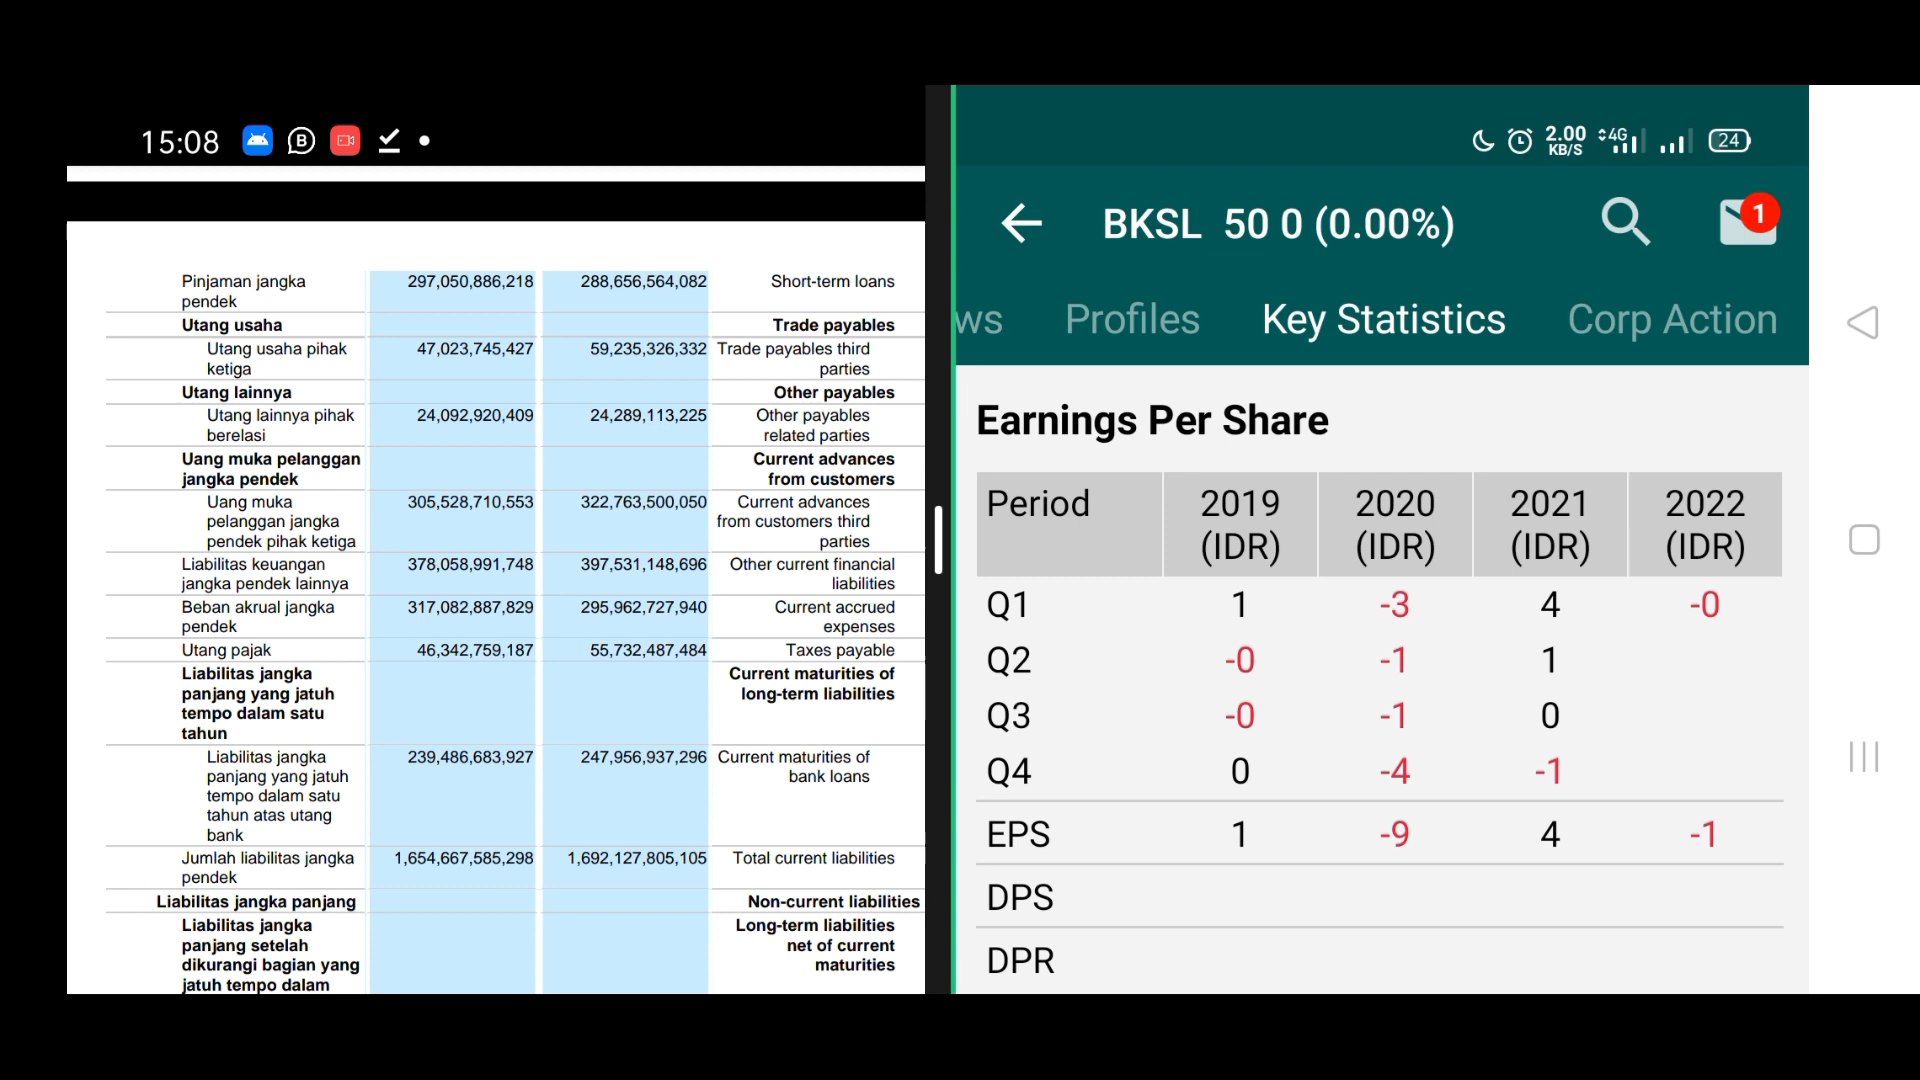 15:08
2.00 KB/S 4G 24
BKSL 50 0 (0.00%)
1
ws Profiles Key Statistics Corp Action
Pinjaman jangka 297,050,886,218 288,656,564,082 Short-term loans
pendek
Utang usaha Trade payables
Utang usaha pihak 47,023,745,427 59,235,326,332 Trade payables third
ketiga parties
Utang lainnya Other payables
Utang lainnya pihak 24,092,920,409 24,289,113,225 Other payables
berelasi related parties
Uang muka pelanggan Current advances
jangka pendek from customers
Uang muka 305,528,710,553 322,763,500,050 Current advances
pelanggan jangka from customers third
pendek pihak ketiga parties
Liabilitas keuangan 378,058,991,748 397,531,148,696 Other current financial
jangka pendek lainnya liabilities
Beban akrual jangka 317,082,887,829 295,962,727,940 Current accrued
pendek expenses
Utang pajak 46,342,759,187 55,732,487,484 Taxes payable
Liabilitas jangka Current maturities of
panjang yang jatuh long-term liabilities
tempo dalam satu
tahun
Liabilitas jangka 239,486,683,927 247,956,937,296 Current maturities of
panjang yang jatuh bank loans
tempo dalam satu
tahun atas utang
bank
Jumlah liabilitas jangka 1,654,667,585,298 1,692,127,805,105 Total current liabilities
pendek
Liabilitas jangka panjang Non-current liabilities
Liabilitas jangka Long-term liabilities
panjang setelah net of current
dikurangi bagian yang maturities
jatuh tempo dalam
Earnings Per Share
Period 2019 2020 2021 2022
(IDR) (IDR) (IDR) (IDR)
Q1 1 -3 4 -0
Q2 -0 -1 1
Q3 -0 -1 0
Q4 0 -4 -1
EPS 1 -9 4 -1
DPS
DPR